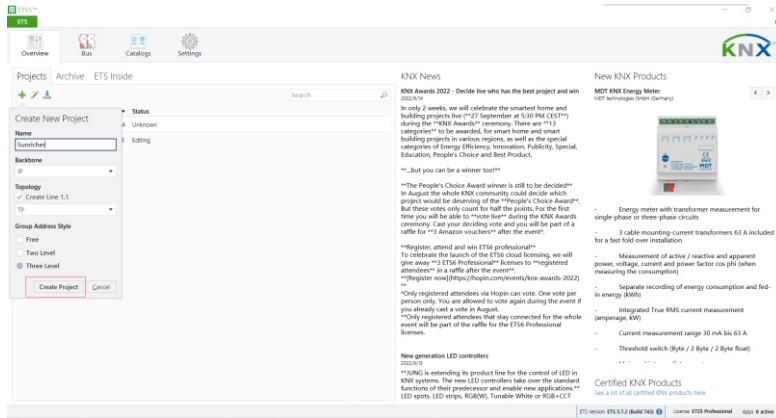 ETS5™
ETS
Overview
Bus
Catalogs
Settings
KNX
Projects Archive ETS Inside
Search
Status
Unknown
Editing
Create New Project
Name
Sunricher
Backbone
IP
Topology
Create Line 1.1
TP
Group Address Style
Free
Two Level
Three Level
Create Project
Cancel
KNX News
KNX Awards 2022 - Decide live who has the best project and win
2022/9/14
In only 2 weeks, we will celebrate the smartest home and
building projects live (**27 September at 5:30 PM CEST**)
during the **KNX Awards** ceremony. There are **13
categories** to be awarded, for smart home and smart
building projects in various regions, as well as the special
categories of Energy Efficiency, Innovation, Publicity, Special,
Education, People's Choice and Best Product.
**...but you can be a winner too!**
**The People's Choice Award winner is still to be decided**
In August the whole KNX community could decide which
project would be deserving of the **People's Choice Award**.
But these votes only count for half the points. For the first
time you will be able to **vote live** during the KNX Awards
ceremony. Cast your deciding vote and you will be part of a
raffle for **3 Amazon vouchers** after the event*.
**Register, attend and win ETS6 professional**
To celebrate the launch of the ETS6 cloud licensing, we will
give away **3 ETS6 Professional** licenses to **registered
attendees** in a raffle after the event**.
**[Register now](https://hopin.com/events/knx-awards-2022)
**
*Only registered attendees via Hopin can vote. One vote per
person only. You are allowed to vote again during the event if
you already cast a vote in August.
**Only registered attendees that stay connected for the whole
event will be part of the raffle for the ETS6 Professional
licenses.
New generation LED controllers
2022/9/13
**JUNG is extending its product line for the control of LED in
KNX systems. The new LED controllers take over the standard
functions of their predecessor and enable new applications.**
LED spots, LED strips, RGB(W), Tunable White or RGB+CCT
New KNX Products
MDT KNX Energy Meter
MDT technologies GmbH (Germany)
- Energy meter with transformer measurement for
single-phase or three-phase circuits
- 3 cable mounting-current transformers 63 A included
for a fast fold over installation
- Measurement of active / reactive and apparent
power, voltage, current and power factor cos phi (when
measuring the consumption)
- Separate recording of energy consumption and fed-
in energy (kWh)
- Integrated True RMS current measurement
(amperage, kW)
- Current measurement range 30 mA bis 63 A
- Threshold switch (Byte / 2 Byte / 2 Byte float)
Certified KNX Products
See a list of all certified KNX products here
ETS version ETS 5.7.2 (Build 743)
License ETS5 Professional
Apps 8 active